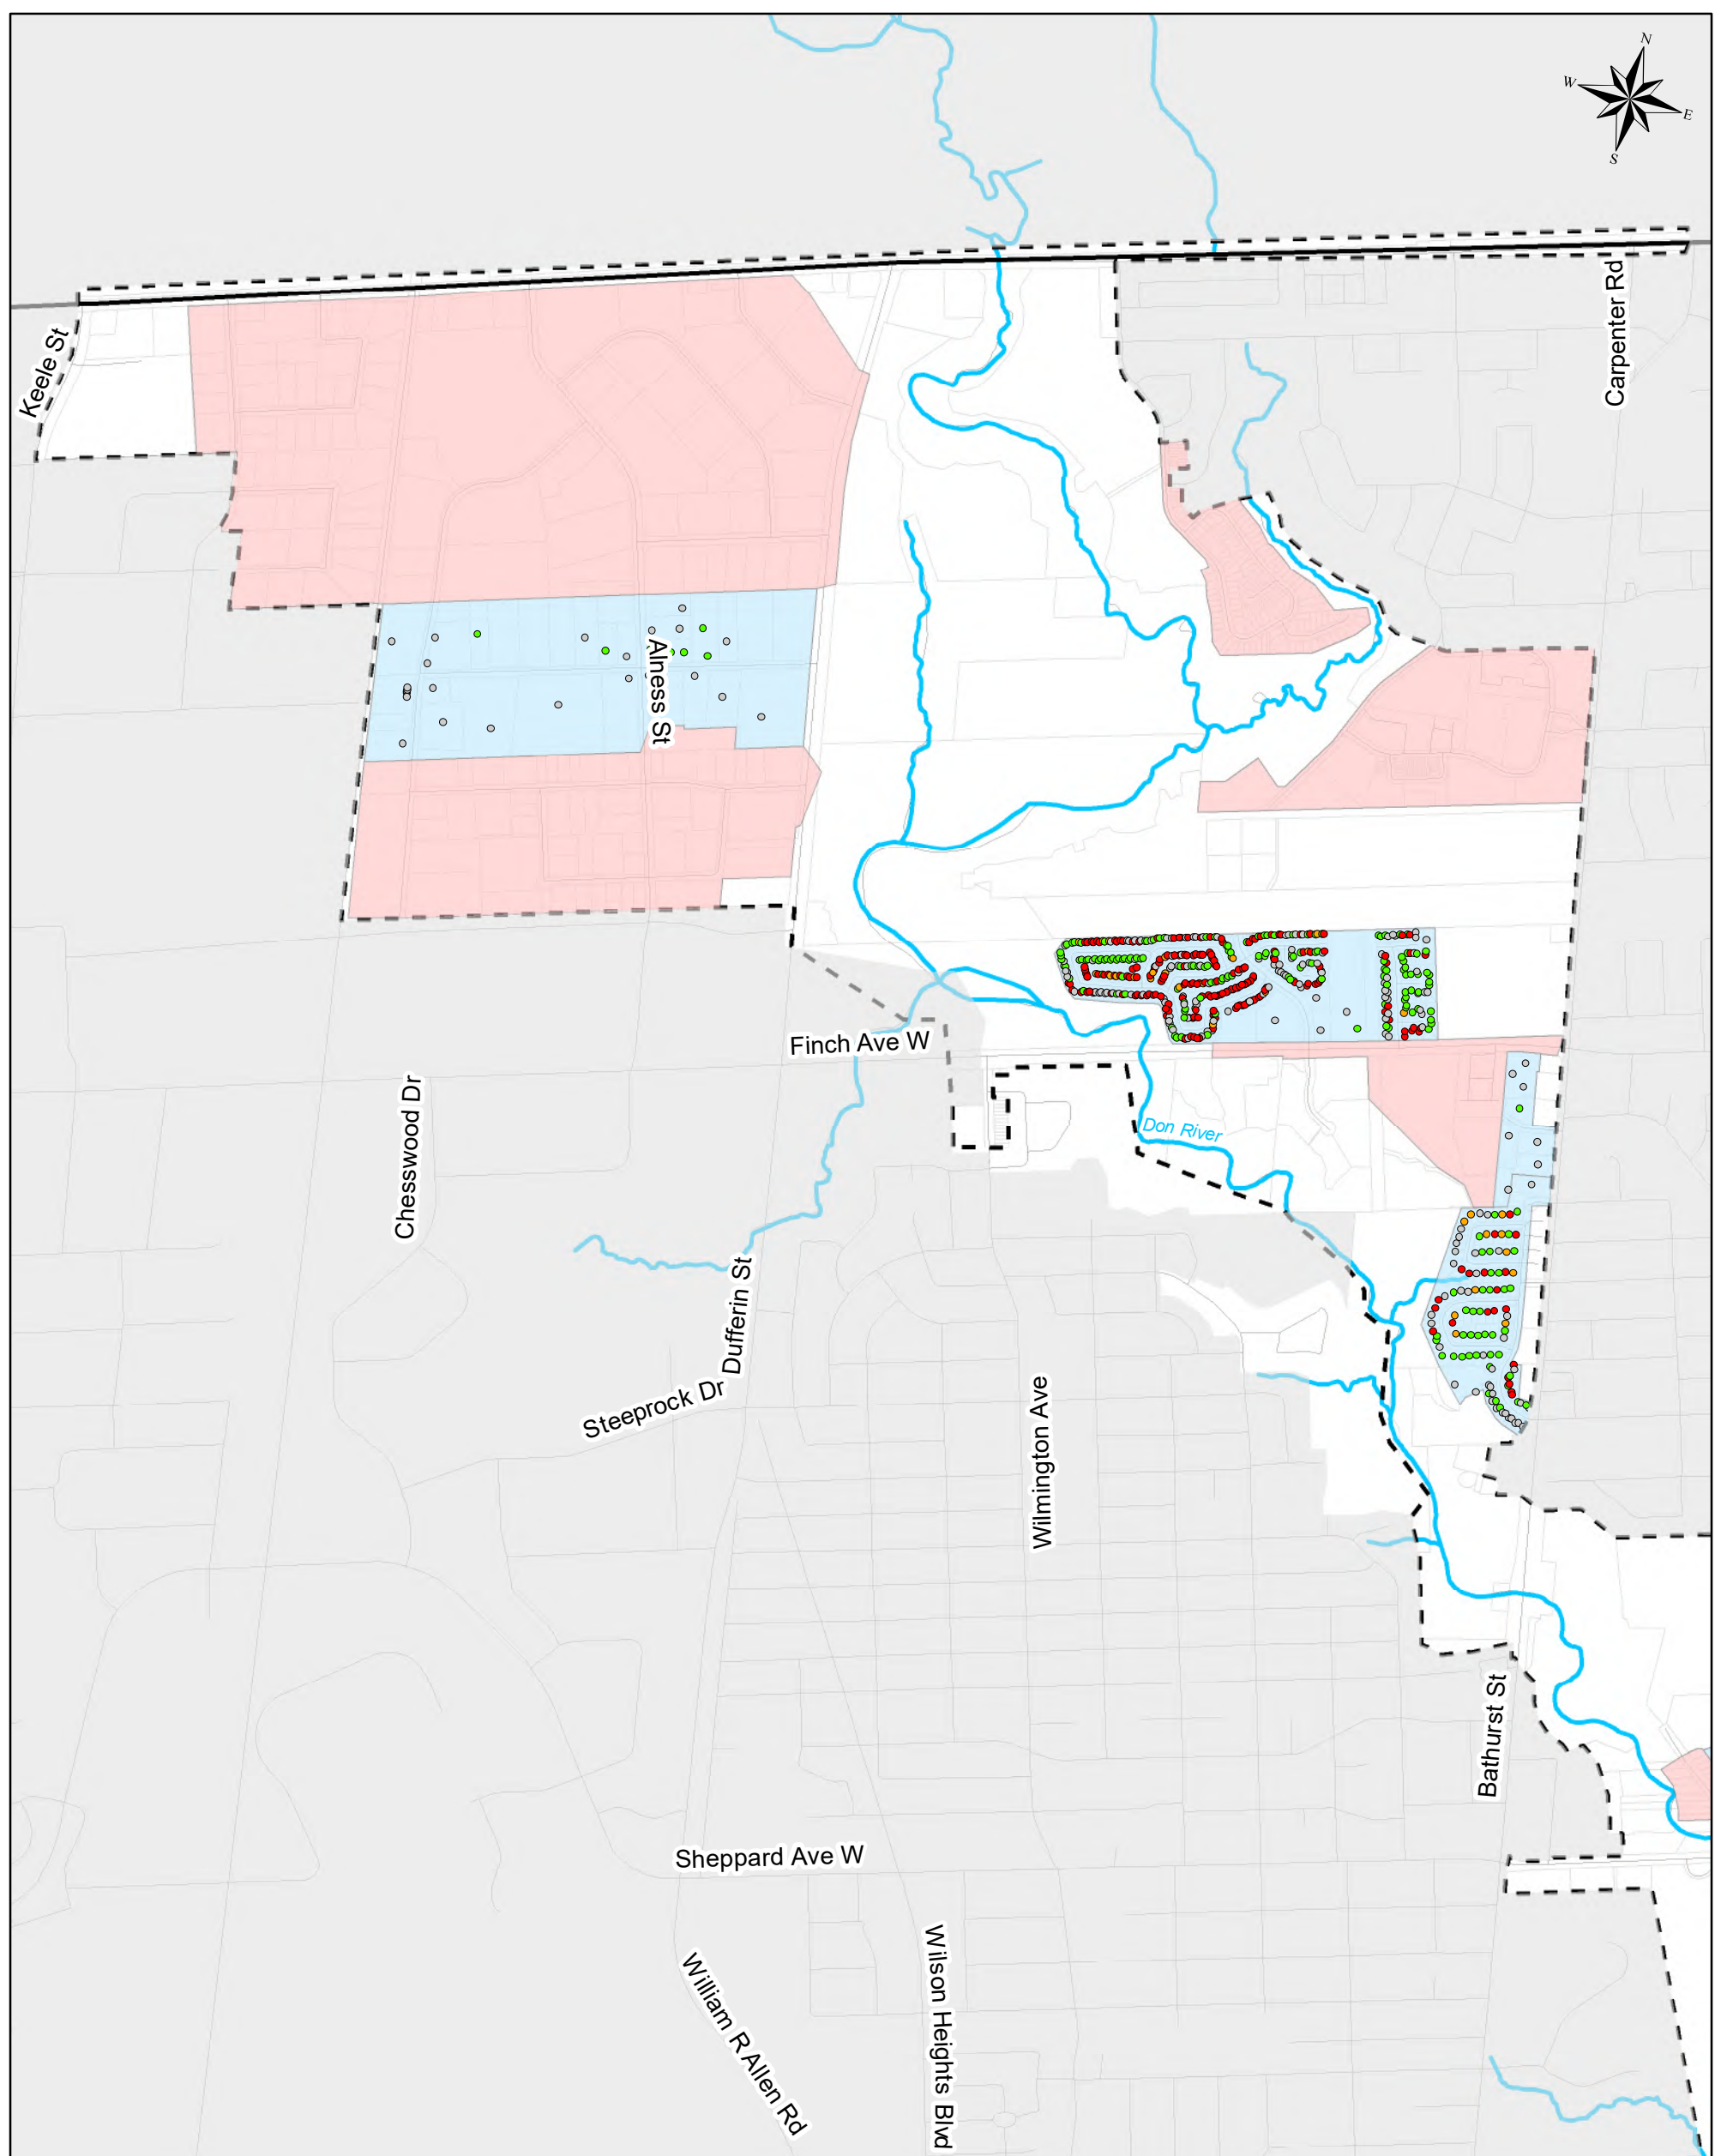 N
W
E
S
Keele St
Carpenter Rd
Alness St
Finch Ave W
Don River
Chesswood Dr
Dufferin St
Steeprock Dr
Wilmington Ave
Bathurst St
Sheppard Ave W
William R Allen Rd
Wilson Heights Blvd